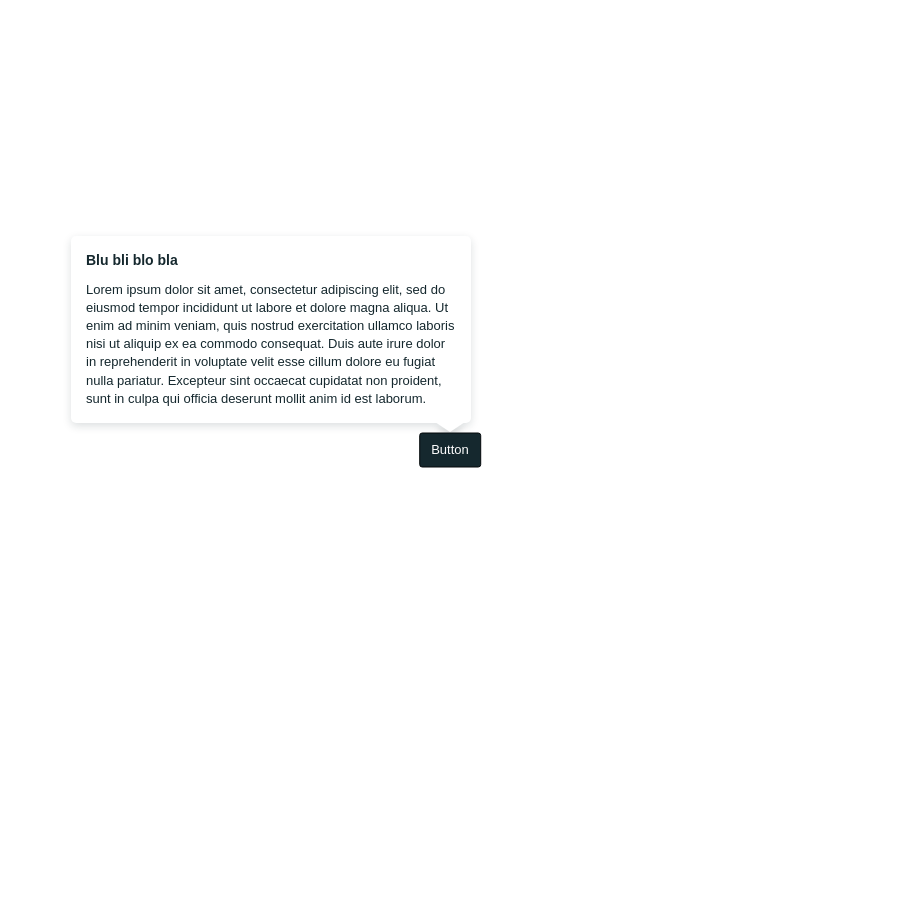 Blu bli blo bla
Lorem ipsum dolor sit amet, consectetur adipiscing elit, sed do
eiusmod tempor incididunt ut labore et dolore magna aliqua. Ut
enim ad minim veniam, quis nostrud exercitation ullamco laboris
nisi ut aliquip ex ea commodo consequat. Duis aute irure dolor
in reprehenderit in voluptate velit esse cillum dolore eu fugiat
nulla pariatur. Excepteur sint occaecat cupidatat non proident,
sunt in culpa qui officia deserunt mollit anim id est laborum.
Button